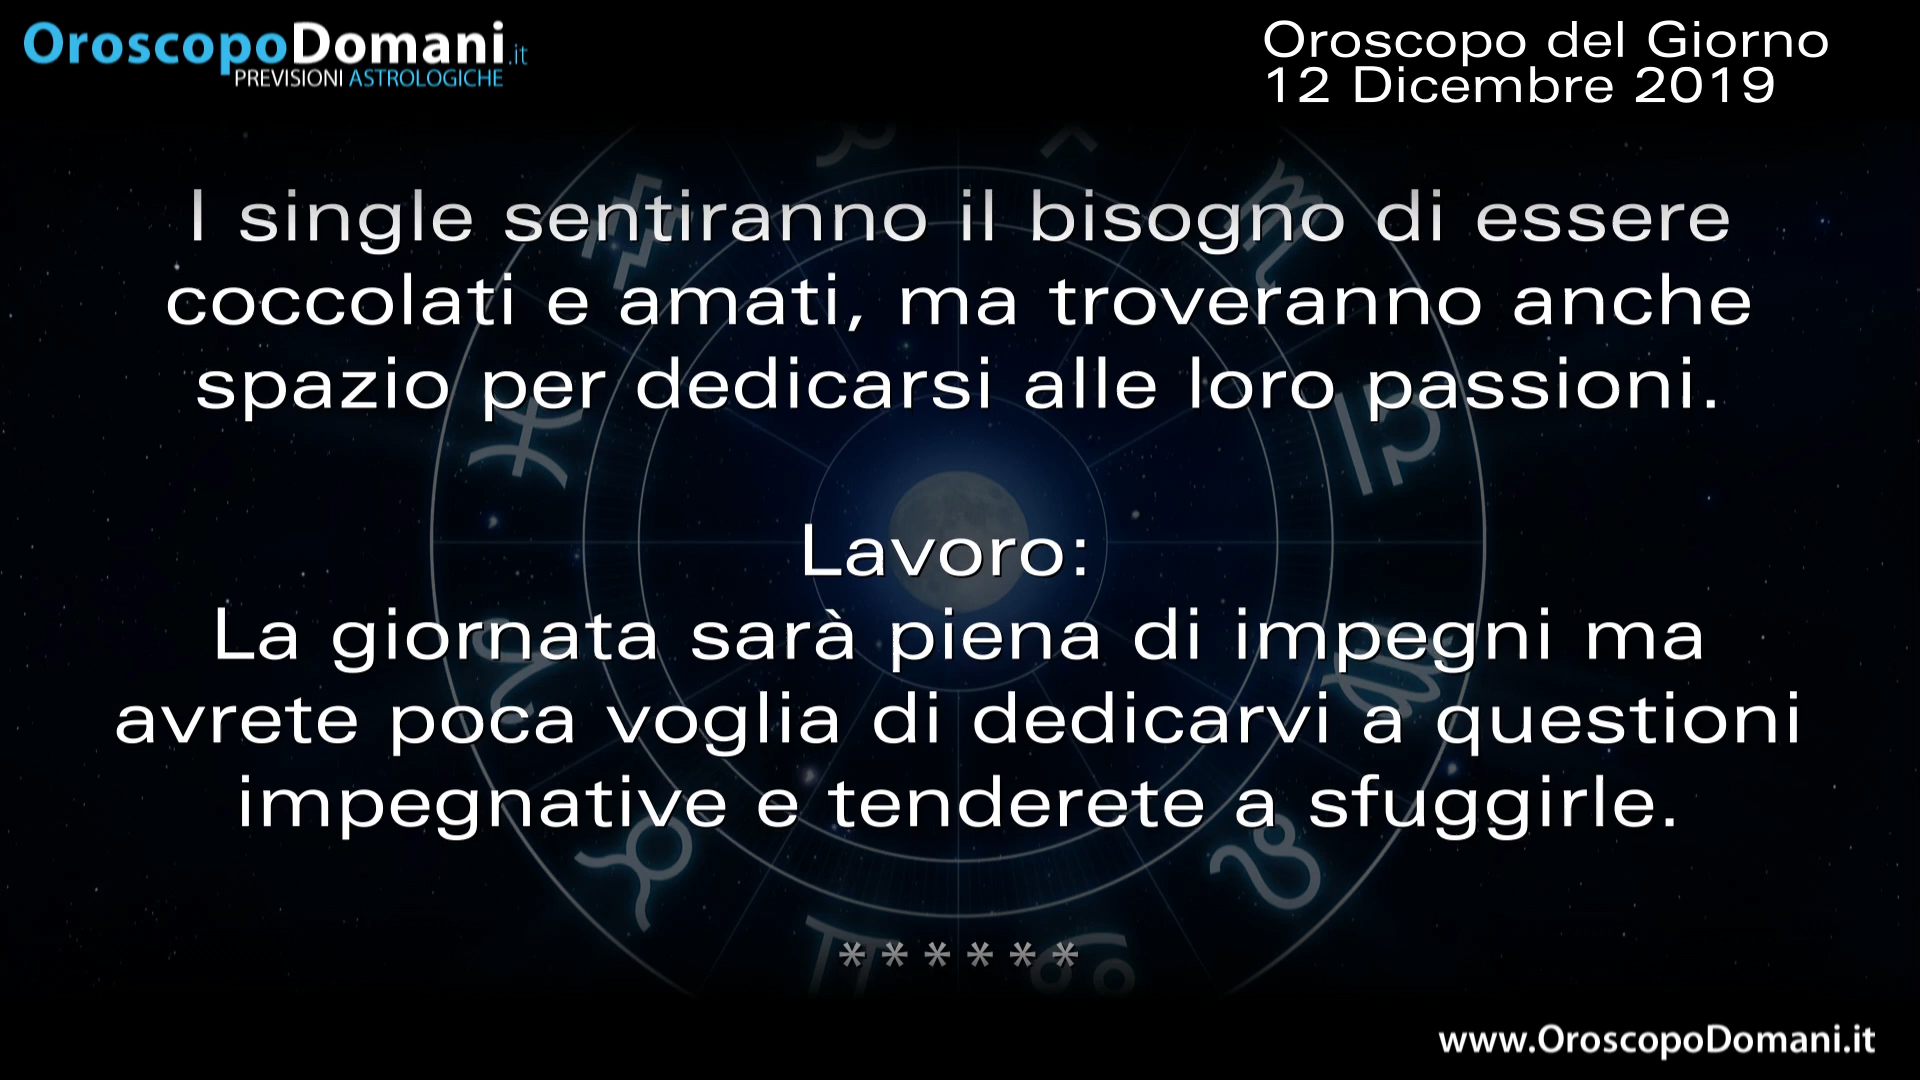 OroscopoDomani.it
PREVISIONI ASTROLOGICHE
Oroscopo del Giorno
12 Dicembre 2019
I single sentiranno il bisogno di essere
coccolati e amati, ma troveranno anche
spazio per dedicarsi alle loro passioni.
Lavoro:
La giornata sarà piena di impegni ma
avrete poca voglia di dedicarvi a questioni
impegnative e tenderete a sfuggirle.
******
www.OroscopoDomani.it